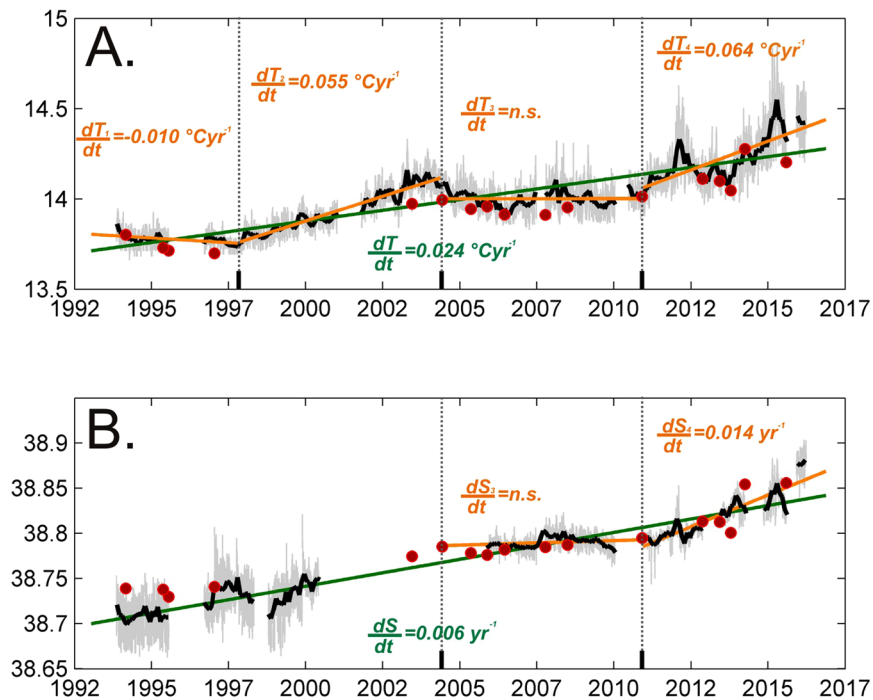 A.
15
14.5
14
13.5
dT₁/dt=-0.010 °Cyr⁻¹
dT₂/dt=0.055 °Cyr⁻¹
dT₃/dt=n.s.
dT₄/dt=0.064 °Cyr⁻¹
dT/dt=0.024 °Cyr⁻¹
1992 1995 1997 2000 2002 2005 2007 2010 2012 2015 2017
B.
38.9
38.85
38.8
38.75
38.7
38.65
dS₃/dt=n.s.
dS₄/dt=0.014 yr⁻¹
dS/dt=0.006 yr⁻¹
1992 1995 1997 2000 2002 2005 2007 2010 2012 2015 2017